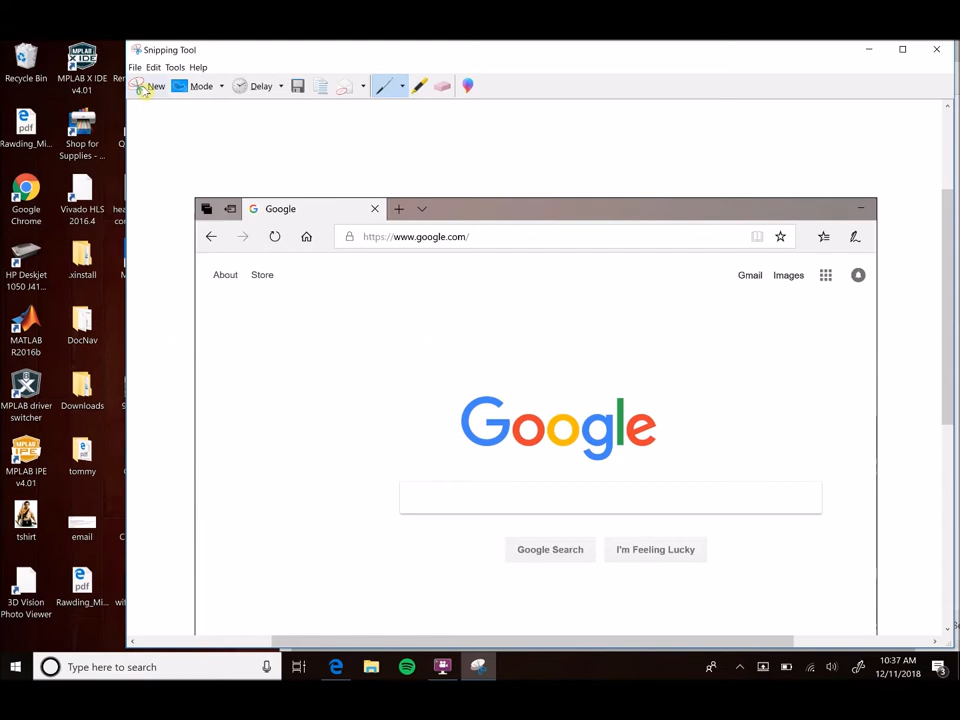 Snipping Tool
File Edit Tools Help
New Mode Delay
Recycle Bin
MPLAB X IDE v4.01
Rawding_Mi...
Shop for Supplies - ...
Google Chrome
Vivado HLS 2016.4
HP Deskjet 1050 J41...
.xinstall
MATLAB R2016b
DocNav
MPLAB driver switcher
Downloads
MPLAB IPE v4.01
tommy
tshirt
email
3D Vision Photo Viewer
Rawding_Mi...
Google
https://www.google.com/
About Store Gmail Images
Google
Google Search I'm Feeling Lucky
Type here to search
10:37 AM
12/11/2018
3